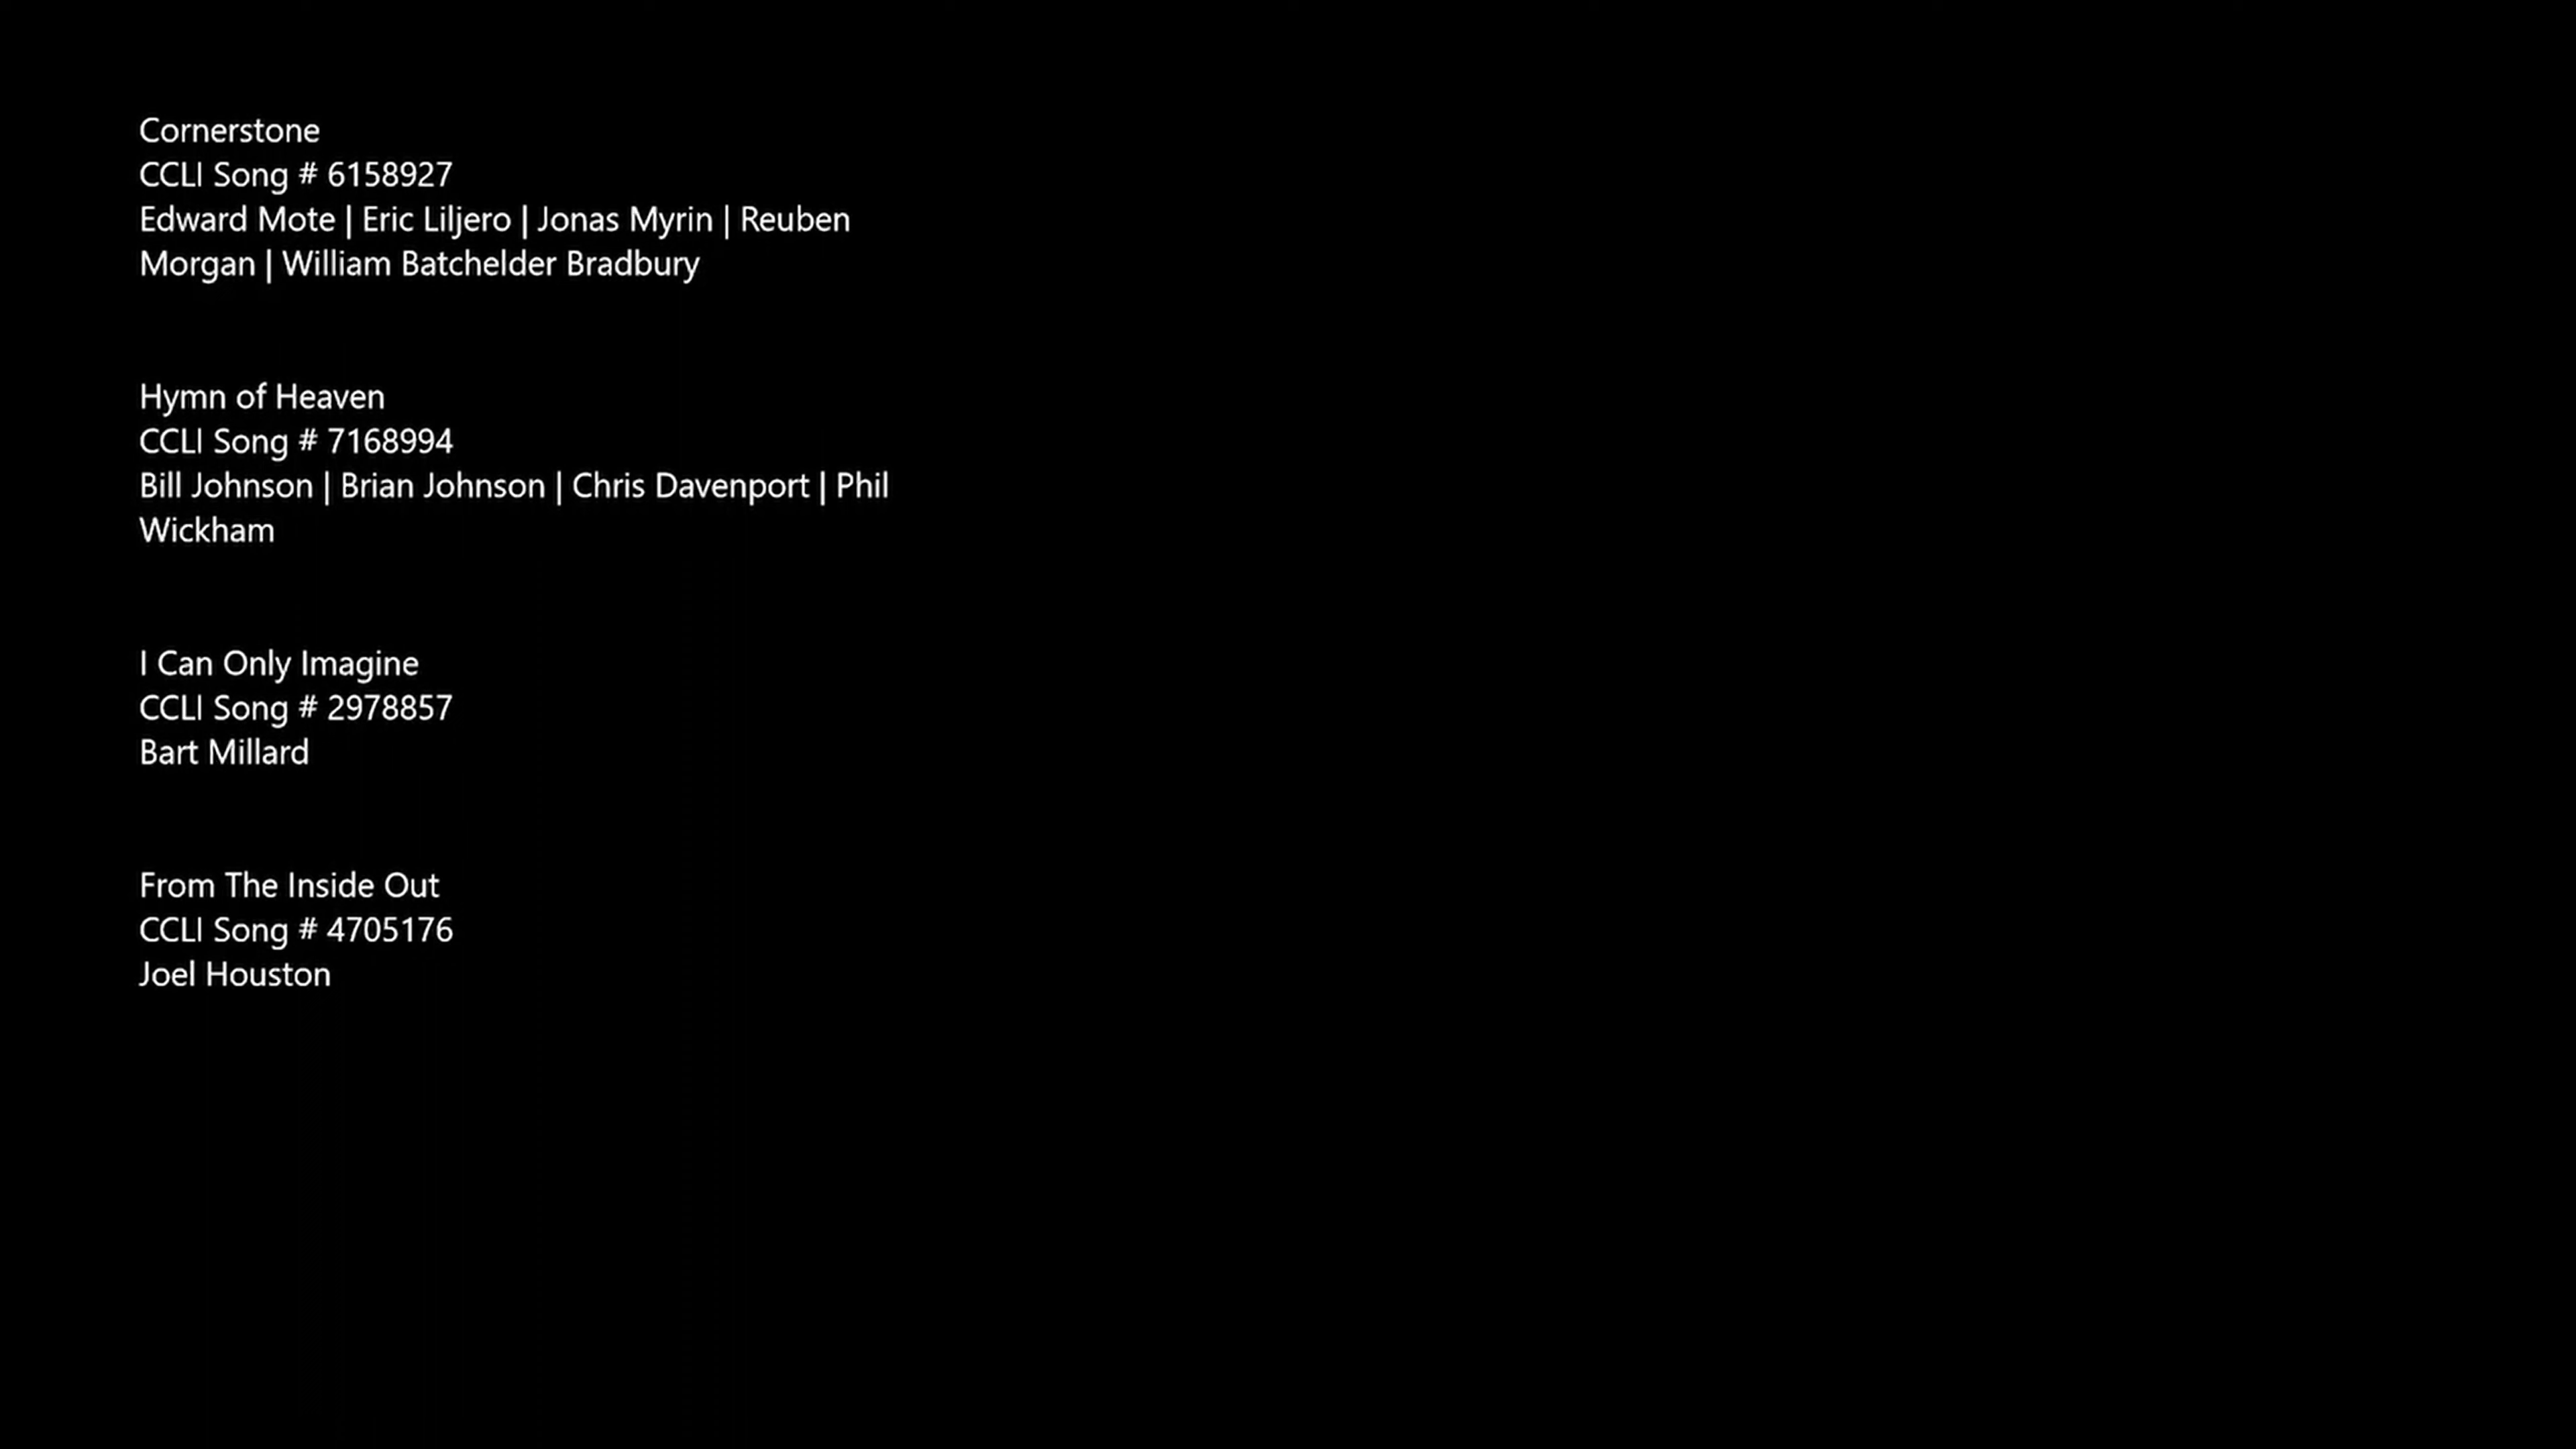 Cornerstone
CCLI Song # 6158927
Edward Mote | Eric Liljero | Jonas Myrin | Reuben
Morgan | William Batchelder Bradbury
Hymn of Heaven
CCLI Song # 7168994
Bill Johnson | Brian Johnson | Chris Davenport | Phil
Wickham
I Can Only Imagine
CCLI Song # 2978857
Bart Millard
From The Inside Out
CCLI Song # 4705176
Joel Houston